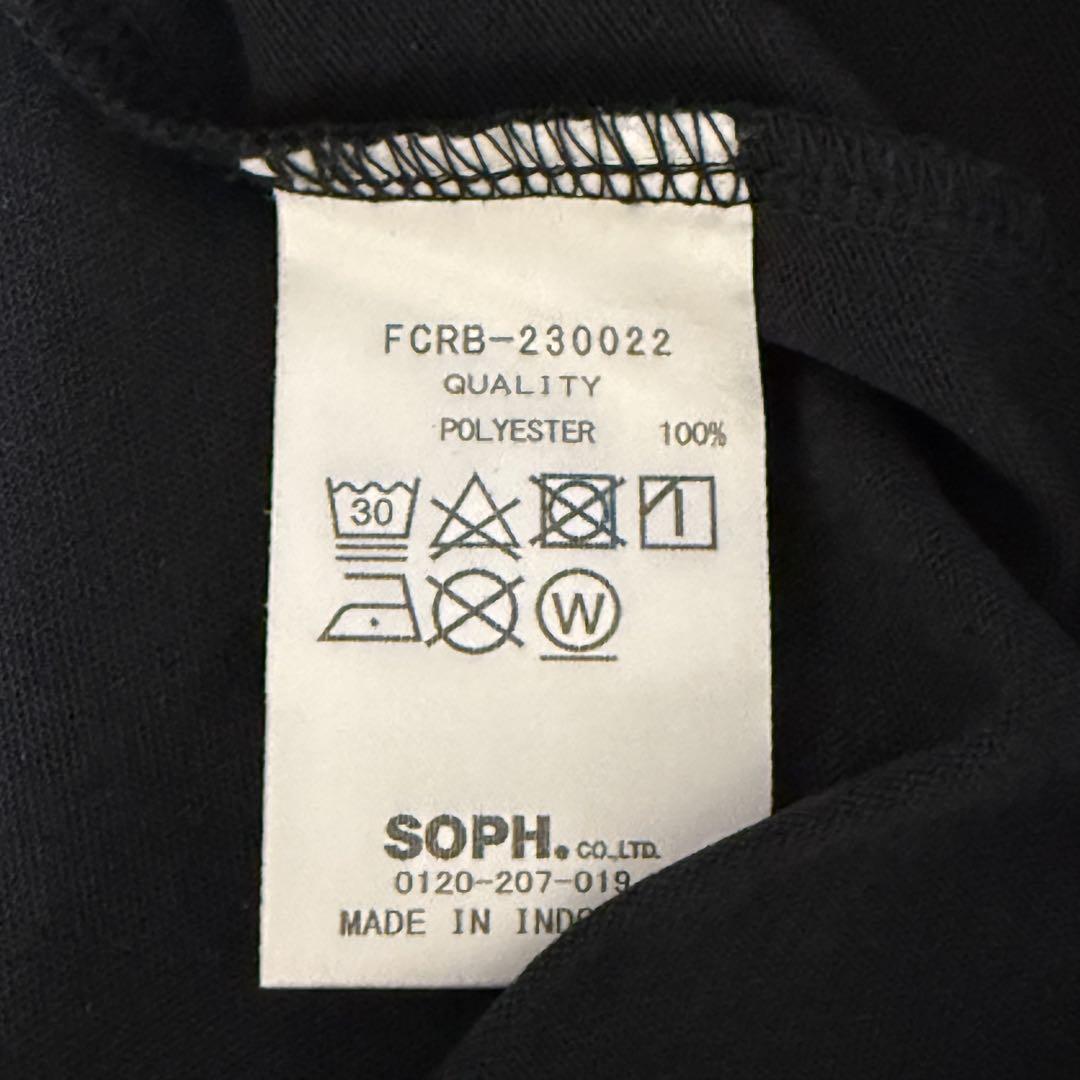 FCRB-230022
QUALITY
POLYESTER 100%
30
W
SOPH. CO.,LTD.
0120-207-019
MADE IN